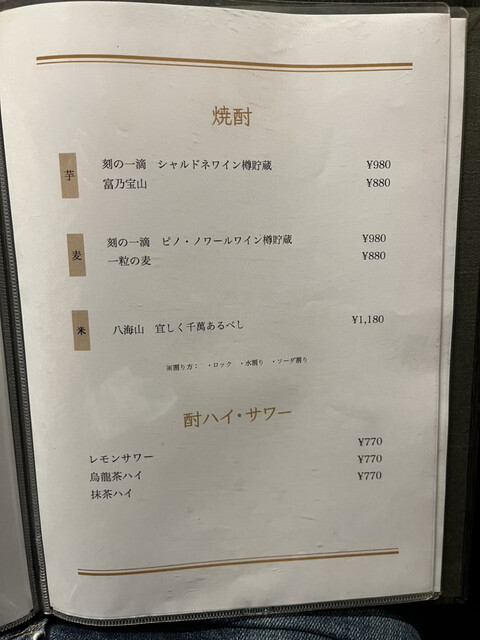 焼酎
芋
刻の一滴 シャルドネワイン樽貯蔵 ¥980
富乃宝山 ¥880
麦
刻の一滴 ピノ・ノワールワイン樽貯蔵 ¥980
一粒の麦 ¥880
米
八海山 宜しく千萬あるべし ¥1,180
※割り方: ・ロック ・水割り ・ソーダ割り
酎ハイ・サワー
¥770
レモンサワー ¥770
烏龍茶ハイ ¥770
抹茶ハイ